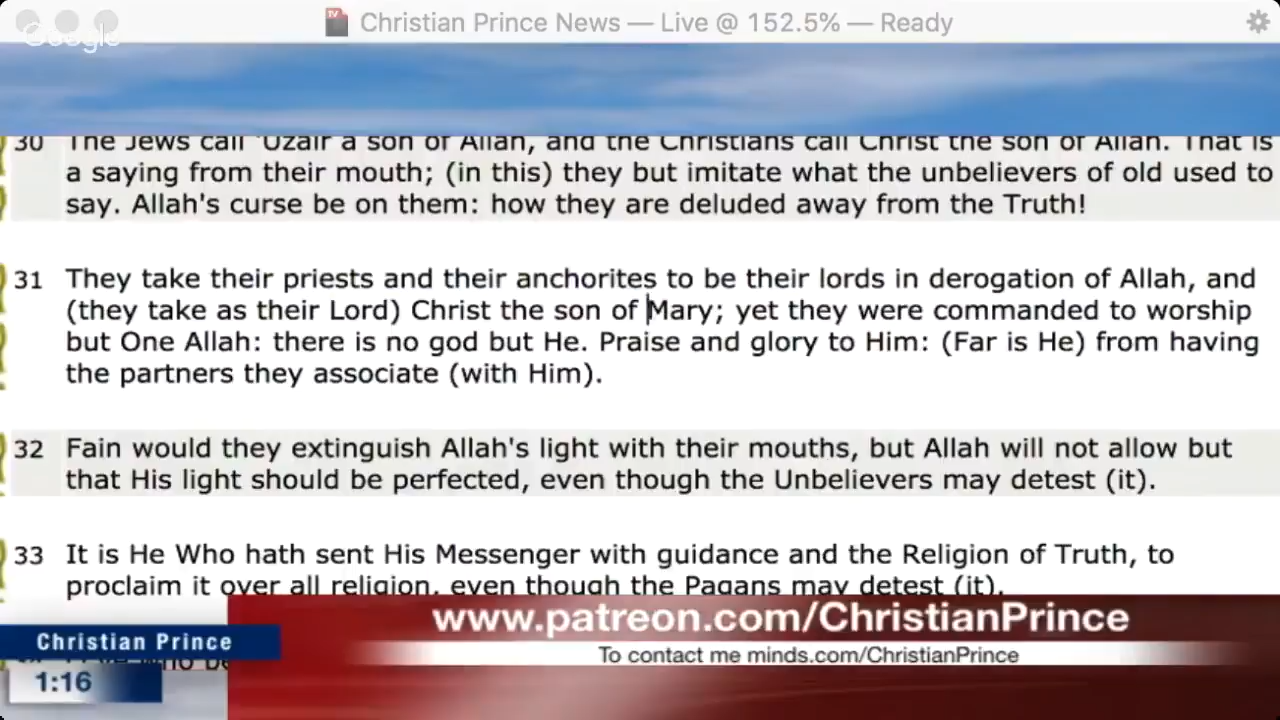 Christian Prince News — Live @ 152.5% — Ready
Google
30 The Jews call 'Uzair a son of Allah, and the Christians call Christ the son of Allah. That is
a saying from their mouth; (in this) they but imitate what the unbelievers of old used to
say. Allah's curse be on them: how they are deluded away from the Truth!
31 They take their priests and their anchorites to be their lords in derogation of Allah, and
(they take as their Lord) Christ the son of Mary; yet they were commanded to worship
but One Allah: there is no god but He. Praise and glory to Him: (Far is He) from having
the partners they associate (with Him).
32 Fain would they extinguish Allah's light with their mouths, but Allah will not allow but
that His light should be perfected, even though the Unbelievers may detest (it).
33 It is He Who hath sent His Messenger with guidance and the Religion of Truth, to
proclaim it over all religion, even though the Pagans may detest (it).
www.patreon.com/ChristianPrince
Christian Prince
To contact me minds.com/ChristianPrince
1:16